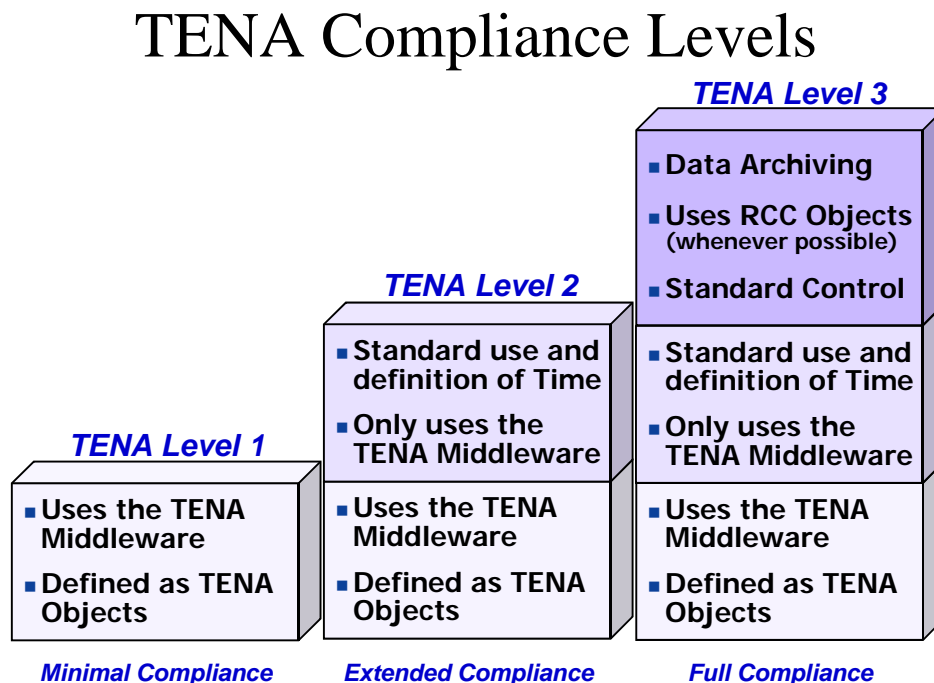 TENA Compliance Levels
TENA Level 3
Data Archiving
Uses RCC Objects
(whenever possible)
Standard Control
Standard use and
definition of Time
Only uses the
TENA Middleware
Uses the TENA
Middleware
Defined as TENA
Objects
Full Compliance
TENA Level 2
Standard use and
definition of Time
Only uses the
TENA Middleware
Uses the TENA
Middleware
Defined as TENA
Objects
Extended Compliance
TENA Level 1
Uses the TENA
Middleware
Defined as TENA
Objects
Minimal Compliance